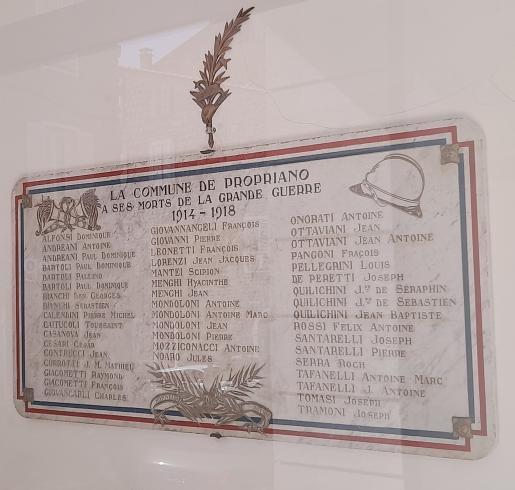 LA COMMUNE DE PROPRIANO
A SES MORTS DE LA GRANDE GUERRE
1914-1918
ALFONSI DOMINIQUE
ANDREANI ANTOINE
ANDREANI PAUL DOMINIQUE
BARTOLI PAUL DOMINIQUE
BARTOLI PAULINO
BARTOLI PAUL DOMINIQUE
BIANCHI DON GEORGES
BIANCHI SEBASTIEN
CALENDINI PIERRE MICHEL
CATUCOLI TOUSSAINT
CASANOVA JEAN
CESARI CESAR
CONTRUCCI JEAN
J. M. MATHIEU
GIACOMETTI RAYMOND
GIACOMETTI FRANÇOIS
GIOVANCARLI CHARLES
GIOVANNANGELI FRANÇOIS
GIOVANNI PIERRE
LEONETTI FRANÇOIS
LORENZI JEAN JACQUES
MANTEI SCIPION
MENGHI HYACINTHE
MENGHI JEAN
MONDOLONI ANTOINE
MONDOLONI ANTOINE MARC
MONDOLONI JEAN
MONDOLONI PIERRE
MOZZICONACCI ANTOINE
NOARO JULES
ONORATI ANTOINE
OTTAVIANI JEAN
OTTAVIANI JEAN ANTOINE
PANGONI FRAÇOIS
PELLEGRINI LOUIS
DE PERETTI JOSEPH
QUILICHINI J.PH DE SERAPHIN
QUILICHINI J.PH DE SEBASTIEN
QUILICHINI JEAN BAPTISTE
ROSSI FELIX ANTOINE
SANTARELLI JOSEPH
SANTARELLI PIERRE
SERRA ROCH
TAFANELLI ANTOINE MARC
TAFANELLI J. ANTOINE
TOMASI JOSEPH
TRAMONI JOSEPH